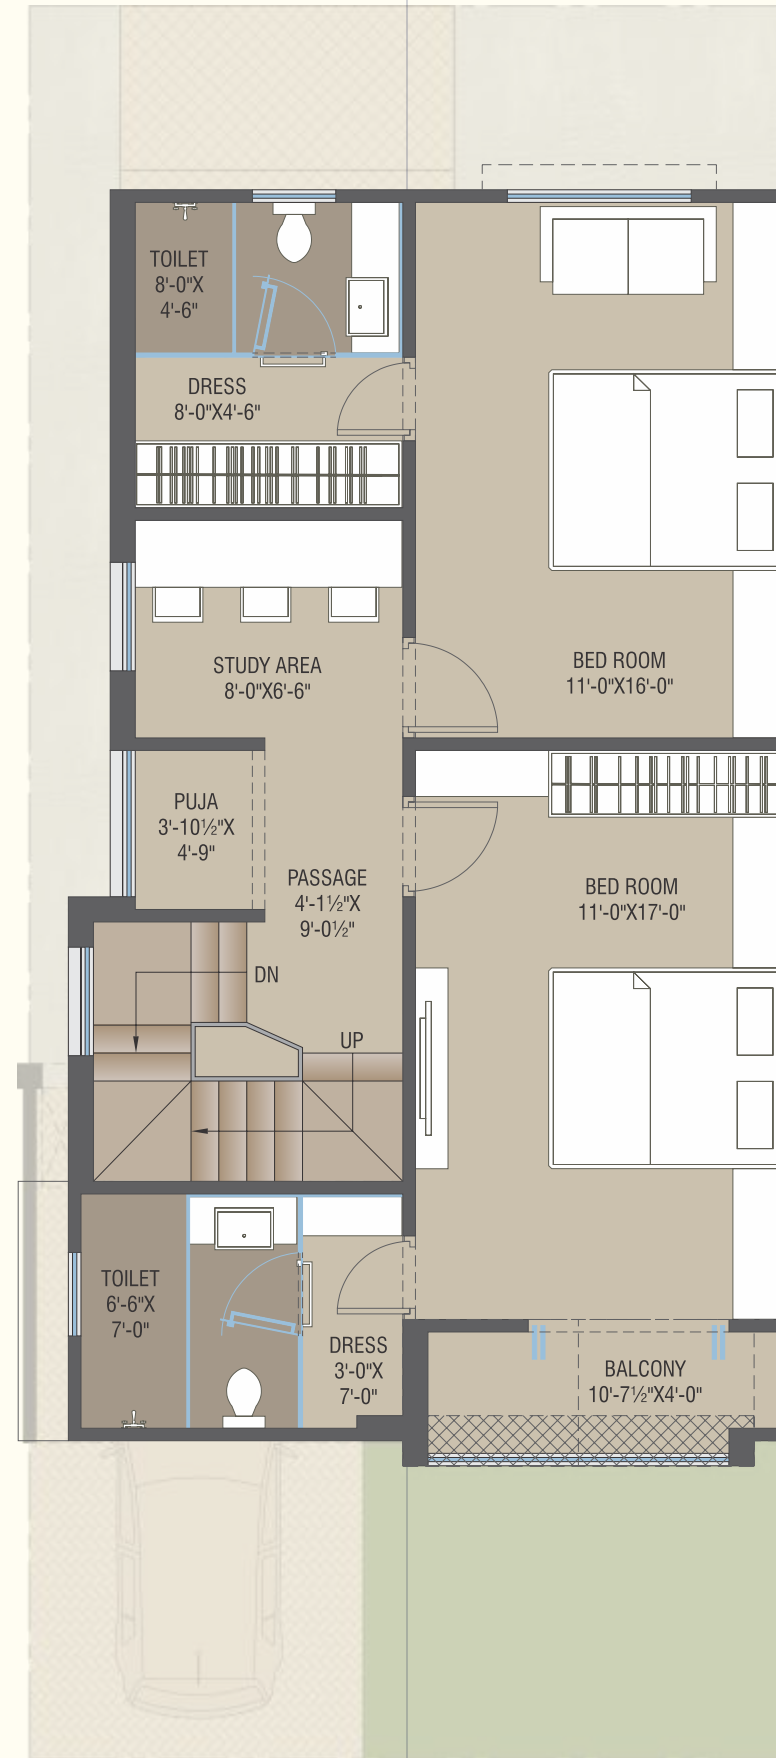 TOILET
8'-0"X
4'-6"
DRESS
8'-0"X4'-6"
STUDY AREA
8'-0"X6'-6"
BED ROOM
11'-0"X16'-0"
PUJA
3'-10½"X
4'-9"
PASSAGE
4'-1½"X
9'-0½"
BED ROOM
11'-0"X17'-0"
DN
UP
TOILET
6'-6"X
7'-0"
DRESS
3'-0"X
7'-0"
BALCONY
10'-7½"X4'-0"